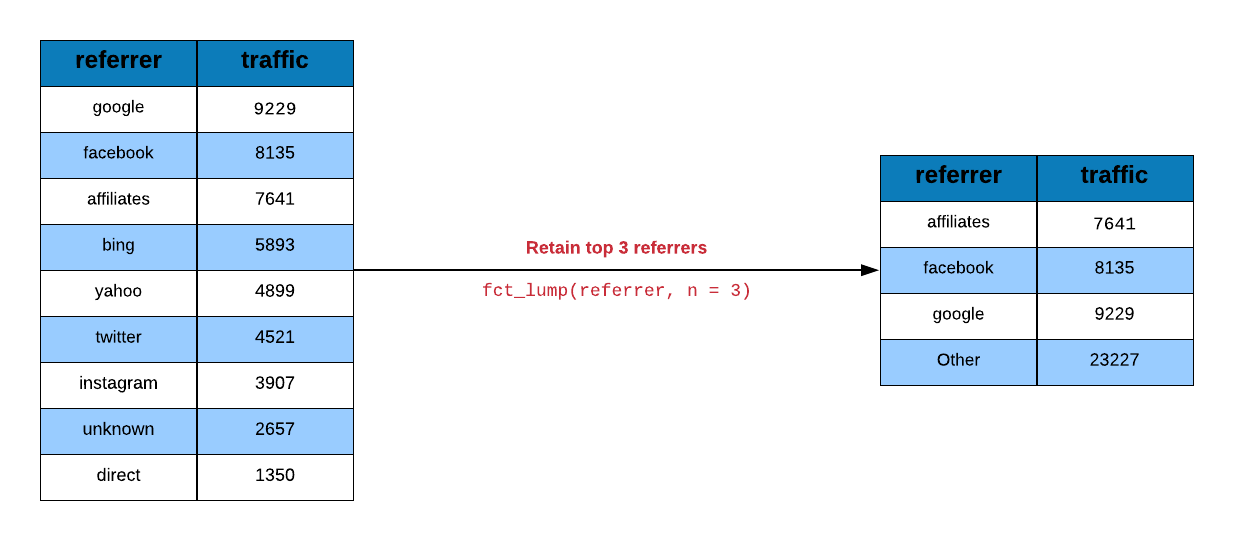 referrer traffic
google 9229
facebook 8135
affiliates 7641
bing 5893
yahoo 4899
twitter 4521
instagram 3907
unknown 2657
direct 1350
Retain top 3 referrers
fct_lump(referrer, n = 3)
referrer traffic
affiliates 7641
facebook 8135
google 9229
Other 23227